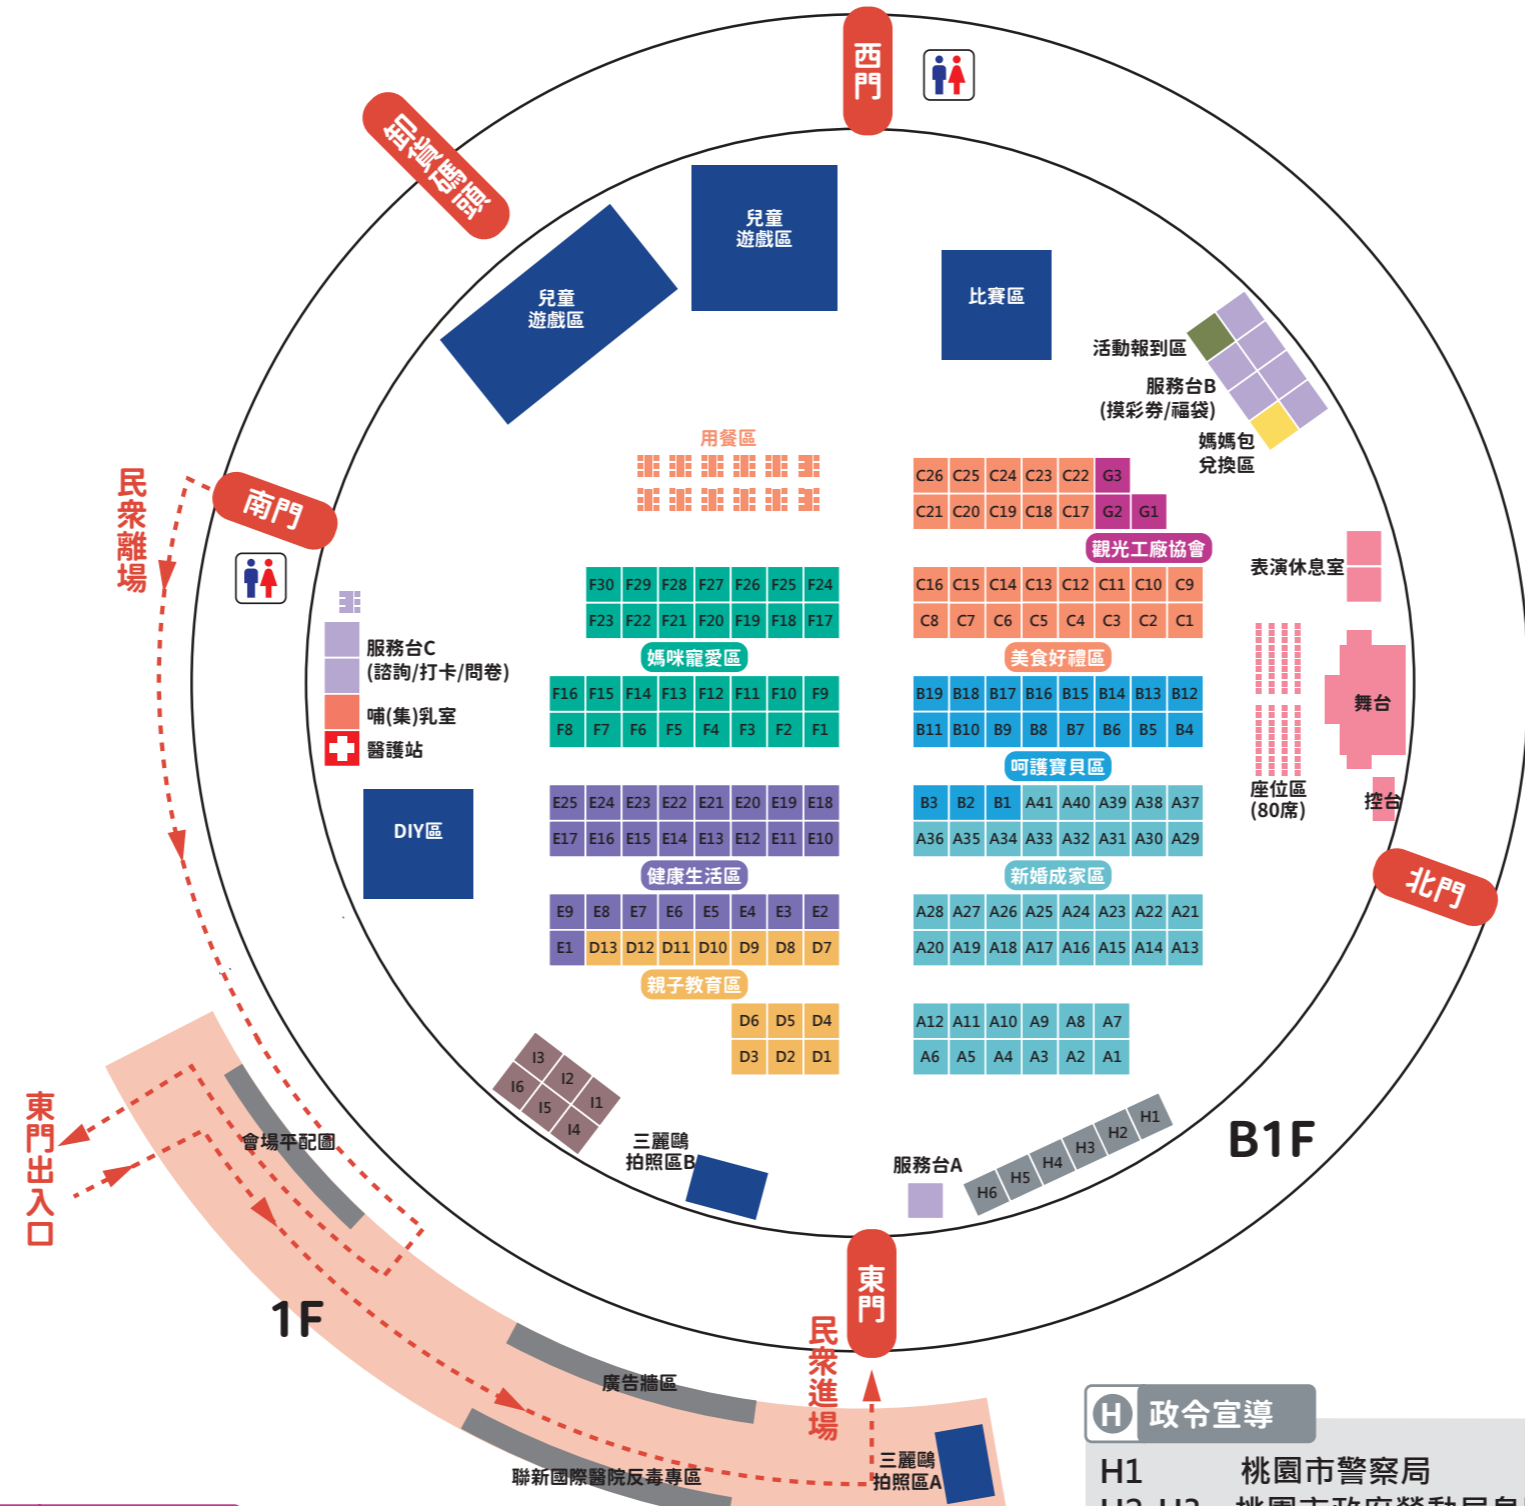 西門
卸貨碼頭
兒童
遊戲區
兒童
遊戲區
比賽區
活動報到區
服務台B
(摸彩券/福袋)
媽媽包
兌換區
用餐區
C26 C25 C24 C23 C22 G3
C21 C20 C19 C18 C17 G2 G1
觀光工廠協會
民眾離場
南門
表演休息室
F30 F29 F28 F27 F26 F25 F24
F23 F22 F21 F20 F19 F18 F17
C16 C15 C14 C13 C12 C11 C10 C9
C8 C7 C6 C5 C4 C3 C2 C1
服務台C
(諮詢/打卡/問卷)
哺(集)乳室
醫護站
媽咪寵愛區
美食好禮區
F16 F15 F14 F13 F12 F11 F10 F9
F8 F7 F6 F5 F4 F3 F2 F1
B19 B18 B17 B16 B15 B14 B13 B12
B11 B10 B9 B8 B7 B6 B5 B4
舞台
呵護寶貝區
座位區
(80席)
控台
DIY區
E25 E24 E23 E22 E21 E20 E19 E18
E17 E16 E15 E14 E13 E12 E11 E10
B3 B2 B1 A41 A40 A39 A38 A37
A36 A35 A34 A33 A32 A31 A30 A29
健康生活區
新婚成家區
北門
E9 E8 E7 E6 E5 E4 E3 E2
E1 D13 D12 D11 D10 D9 D8 D7
A28 A27 A26 A25 A24 A23 A22 A21
A20 A19 A18 A17 A16 A15 A14 A13
親子教育區
D6 D5 D4
D3 D2 D1
A12 A11 A10 A9 A8 A7
A6 A5 A4 A3 A2 A1
I3 I2 I1
I6 I5 I4
三麗鷗
拍照區B
服務台A
H6 H5 H4 H3 H2 H1
B1F
東門出入口
會場平配圖
1F
東門
民眾進場
廣告牆區
聯新國際醫院反毒專區
三麗鷗
拍照區A
H 政令宣導
H1 桃園市警察局
H2-H3 桃園市政府勞動局